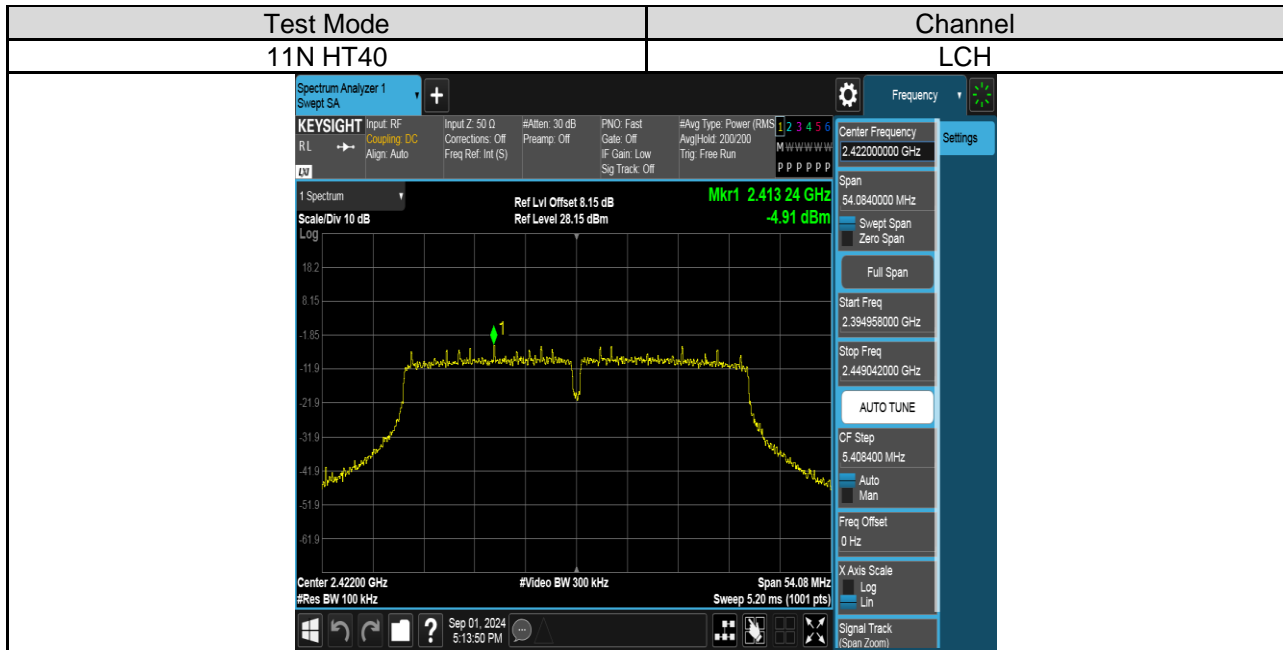 Test Mode Channel
11N HT40 LCH
Spectrum Analyzer 1
Swept SA
+
Frequency
KEYSIGHT Input: RF Input Z: 50 Ω #Atten: 30 dB PNO: Fast #Avg Type: Power (RMS 1 2 3 4 5 6
RL Coupling: DC Corrections: Off Preamp: Off Gate: Off Avg|Hold: 200/200 M W W W W W
Align: Auto Freq Ref: Int (S) IF Gain: Low Trig: Free Run
LXI Sig Track: Off P P P P P P
1 Spectrum Ref Lvl Offset 8.15 dB Mkr1 2.413 24 GHz
Scale/Div 10 dB Ref Level 28.15 dBm -4.91 dBm
Log
18.2
8.15
-1.85
1
-11.9
-21.9
-31.9
-41.9
-51.9
-61.9
Center 2.42200 GHz #Video BW 300 kHz Span 54.08 MHz
#Res BW 100 kHz Sweep 5.20 ms (1001 pts)
Center Frequency
2.422000000 GHz
Settings
Span
54.0840000 MHz
Swept Span
Zero Span
Full Span
Start Freq
2.394958000 GHz
Stop Freq
2.449042000 GHz
AUTO TUNE
CF Step
5.408400 MHz
Auto
Man
Freq Offset
0 Hz
X Axis Scale
Log
Lin
Signal Track
(Span Zoom)
? Sep 01, 2024
5:13:50 PM